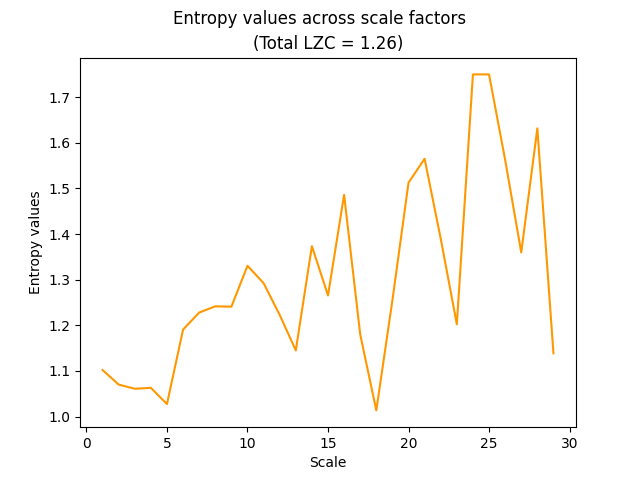 Entropy values across scale factors
(Total LZC = 1.26)
1.7
1.6
1.5
1.4
1.3
1.2
1.1
1.0
Entropy values
0 5 10 15 20 25 30
Scale